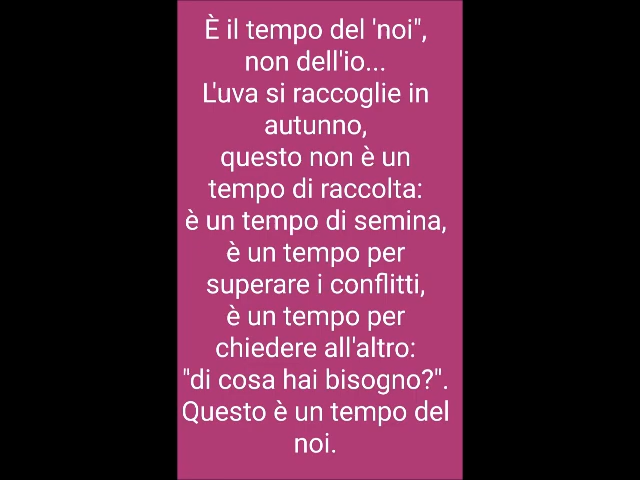 È il tempo del 'noi",
non dell'io...
L'uva si raccoglie in
autunno,
questo non è un
tempo di raccolta:
è un tempo di semina,
è un tempo per
superare i conflitti,
è un tempo per
chiedere all'altro:
"di cosa hai bisogno?".
Questo è un tempo del
noi.